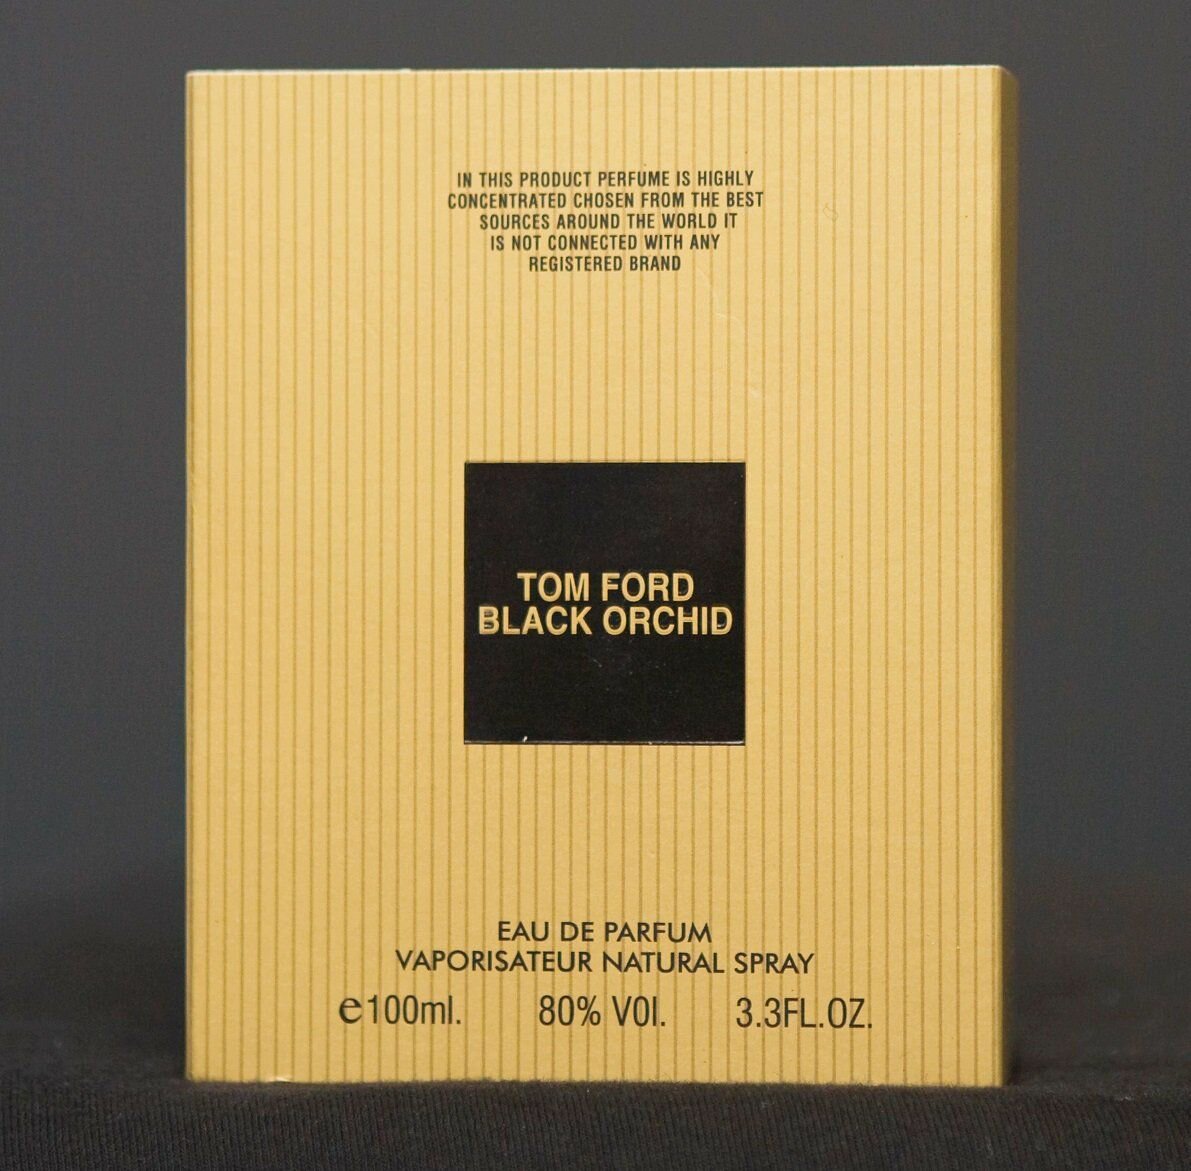 IN THIS PRODUCT PERFUME IS HIGHLY
CONCENTRATED CHOSEN FROM THE BEST
SOURCES AROUND THE WORLD IT
IS NOT CONNECTED WITH ANY
REGISTERED BRAND
TOM FORD
BLACK ORCHID
EAU DE PARFUM
VAPORISATEUR NATURAL SPRAY
℮100ml. 80% VOl. 3.3FL.OZ.